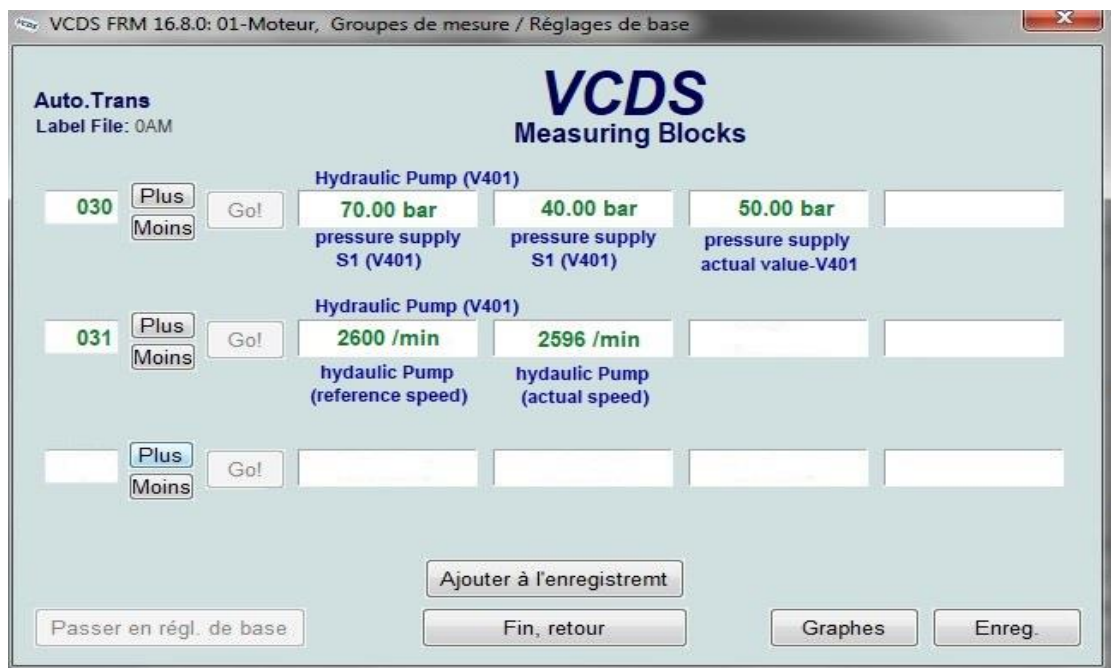 VCDS FRM 16.8.0: 01-Moteur, Groupes de mesure / Réglages de base
Auto.Trans
Label File: 0AM
VCDS
Measuring Blocks
Hydraulic Pump (V401)
030 Plus Moins Go! 70.00 bar 40.00 bar 50.00 bar
pressure supply S1 (V401) pressure supply S1 (V401) pressure supply actual value-V401
Hydraulic Pump (V401)
031 Plus Moins Go! 2600 /min 2596 /min
hydaulic Pump (reference speed) hydaulic Pump (actual speed)
Plus Moins Go!
Ajouter à l'enregistremt
Passer en régl. de base Fin, retour Graphes Enreg.